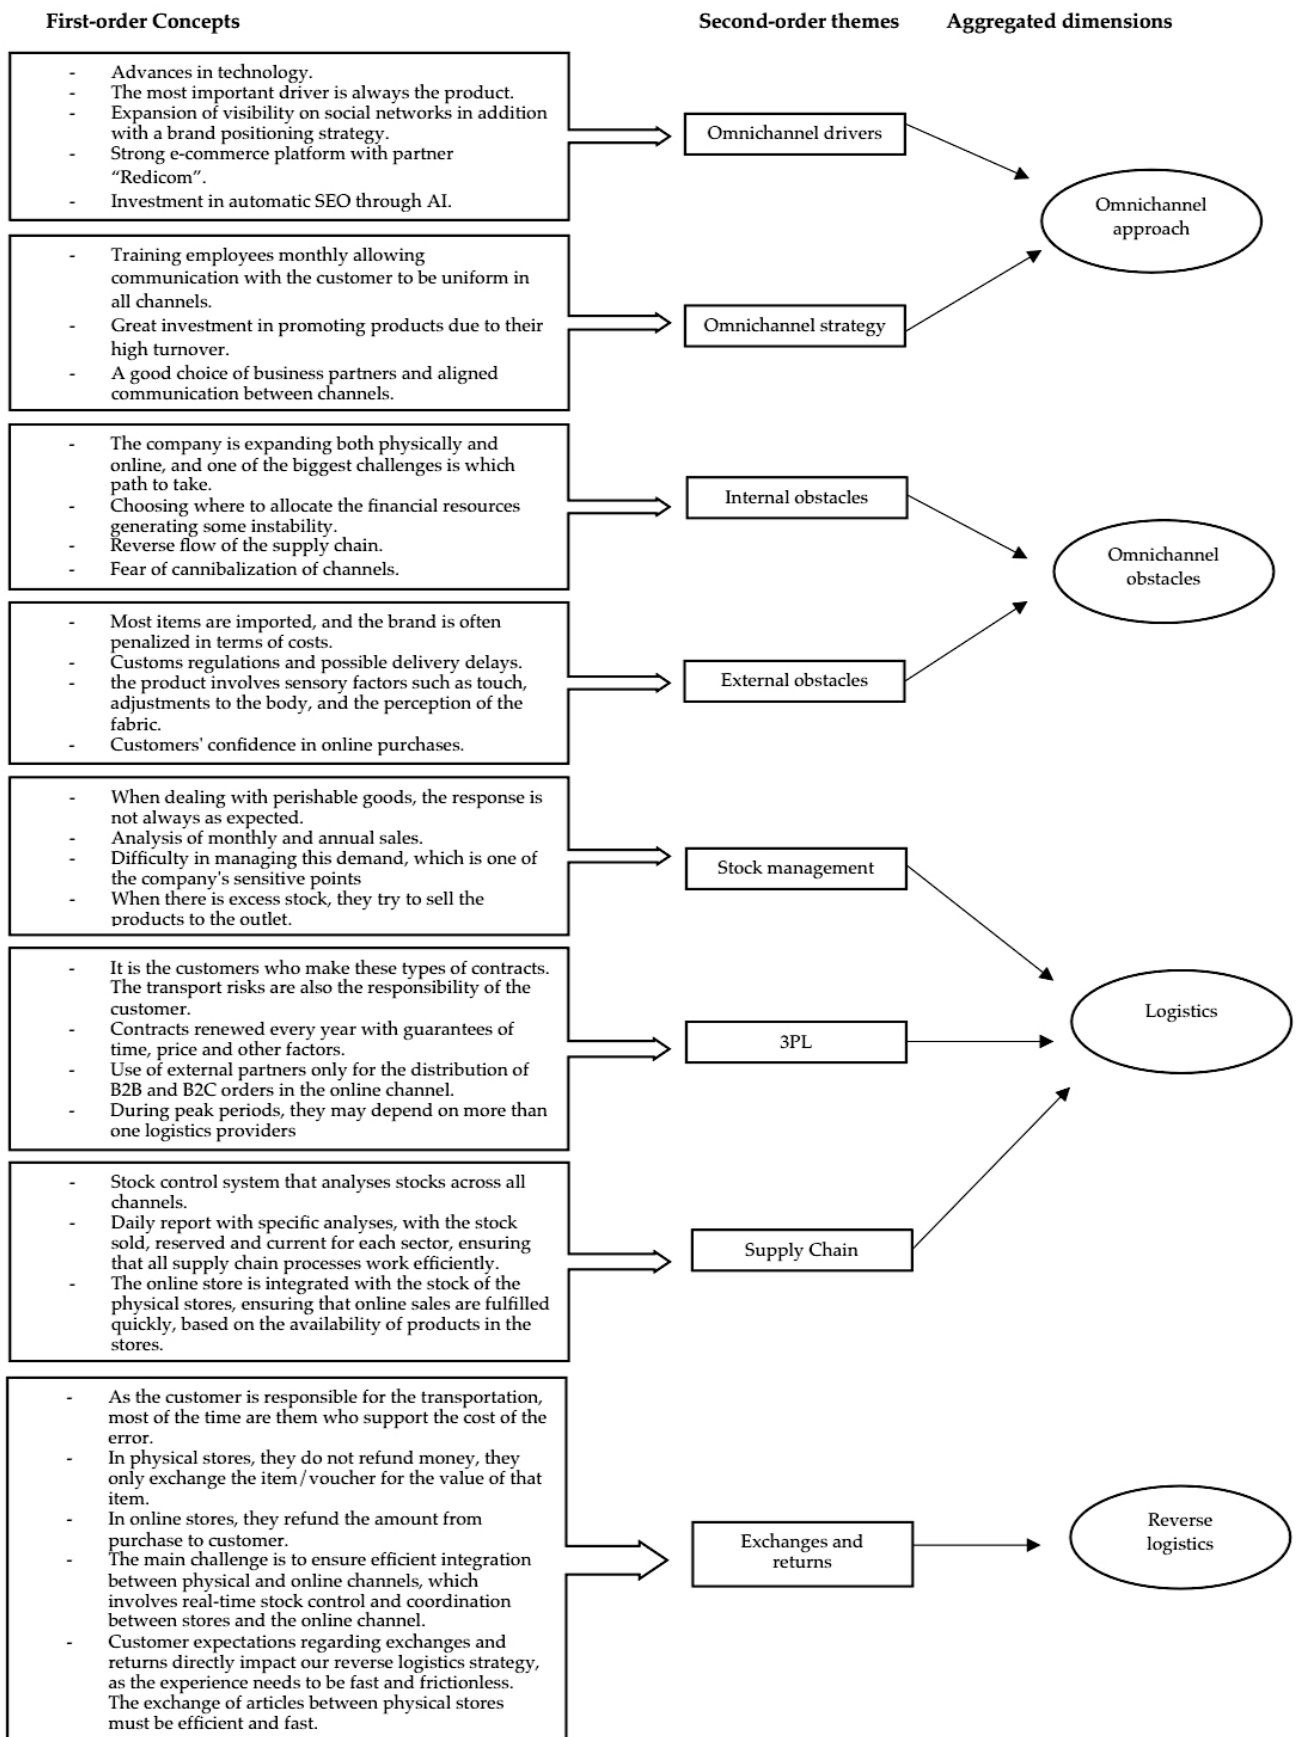 First-order Concepts
Second-order themes
Aggregated dimensions
- Advances in technology.
- The most important driver is always the product.
- Expansion of visibility on social networks in addition
with a brand positioning strategy.
- Strong e-commerce platform with partner
“Redicom”.
- Investment in automatic SEO through AI.
Omnichannel drivers
Omnichannel
approach
- Training employees monthly allowing
communication with the customer to be uniform in
all channels.
- Great investment in promoting products due to their
high turnover.
- A good choice of business partners and aligned
communication between channels.
Omnichannel strategy
- The company is expanding both physically and
online, and one of the biggest challenges is which
path to take.
- Choosing where to allocate the financial resources
generating some instability.
- Reverse flow of the supply chain.
- Fear of cannibalization of channels.
Internal obstacles
Omnichannel
obstacles
- Most items are imported, and the brand is often
penalized in terms of costs.
- Customs regulations and possible delivery delays.
- the product involves sensory factors such as touch,
adjustments to the body, and the perception of the
fabric.
- Customers' confidence in online purchases.
External obstacles
- When dealing with perishable goods, the response is
not always as expected.
- Analysis of monthly and annual sales.
- Difficulty in managing this demand, which is one of
the company's sensitive points
- When there is excess stock, they try to sell the
products to the outlet.
Stock management
- It is the customers who make these types of contracts.
The transport risks are also the responsibility of the
customer.
- Contracts renewed every year with guarantees of
time, price and other factors.
- Use of external partners only for the distribution of
B2B and B2C orders in the online channel.
- During peak periods, they may depend on more than
one logistics providers
3PL
Logistics
- Stock control system that analyses stocks across all
channels.
- Daily report with specific analyses, with the stock
sold, reserved and current for each sector, ensuring
that all supply chain processes work efficiently.
- The online store is integrated with the stock of the
physical stores, ensuring that online sales are fulfilled
quickly, based on the availability of products in the
stores.
Supply Chain
- As the customer is responsible for the transportation,
most of the time are them who support the cost of the
error.
- In physical stores, they do not refund money, they
only exchange the item/voucher for the value of that
item.
- In online stores, they refund the amount from
purchase to customer.
- The main challenge is to ensure efficient integration
between physical and online channels, which
involves real-time stock control and coordination
between stores and the online channel.
- Customer expectations regarding exchanges and
returns directly impact our reverse logistics strategy,
as the experience needs to be fast and frictionless.
The exchange of articles between physical stores
must be efficient and fast.
Exchanges and
returns
Reverse
logistics